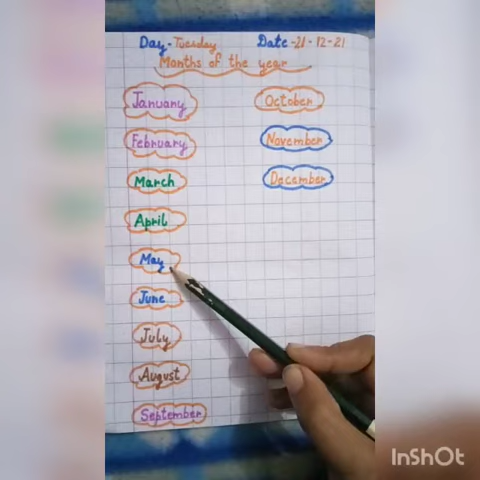 Day - Tuesday Date - 21-12-21
Months of the year
January
February
March
April
May
June
July
August
September
October
November
December
InShOt